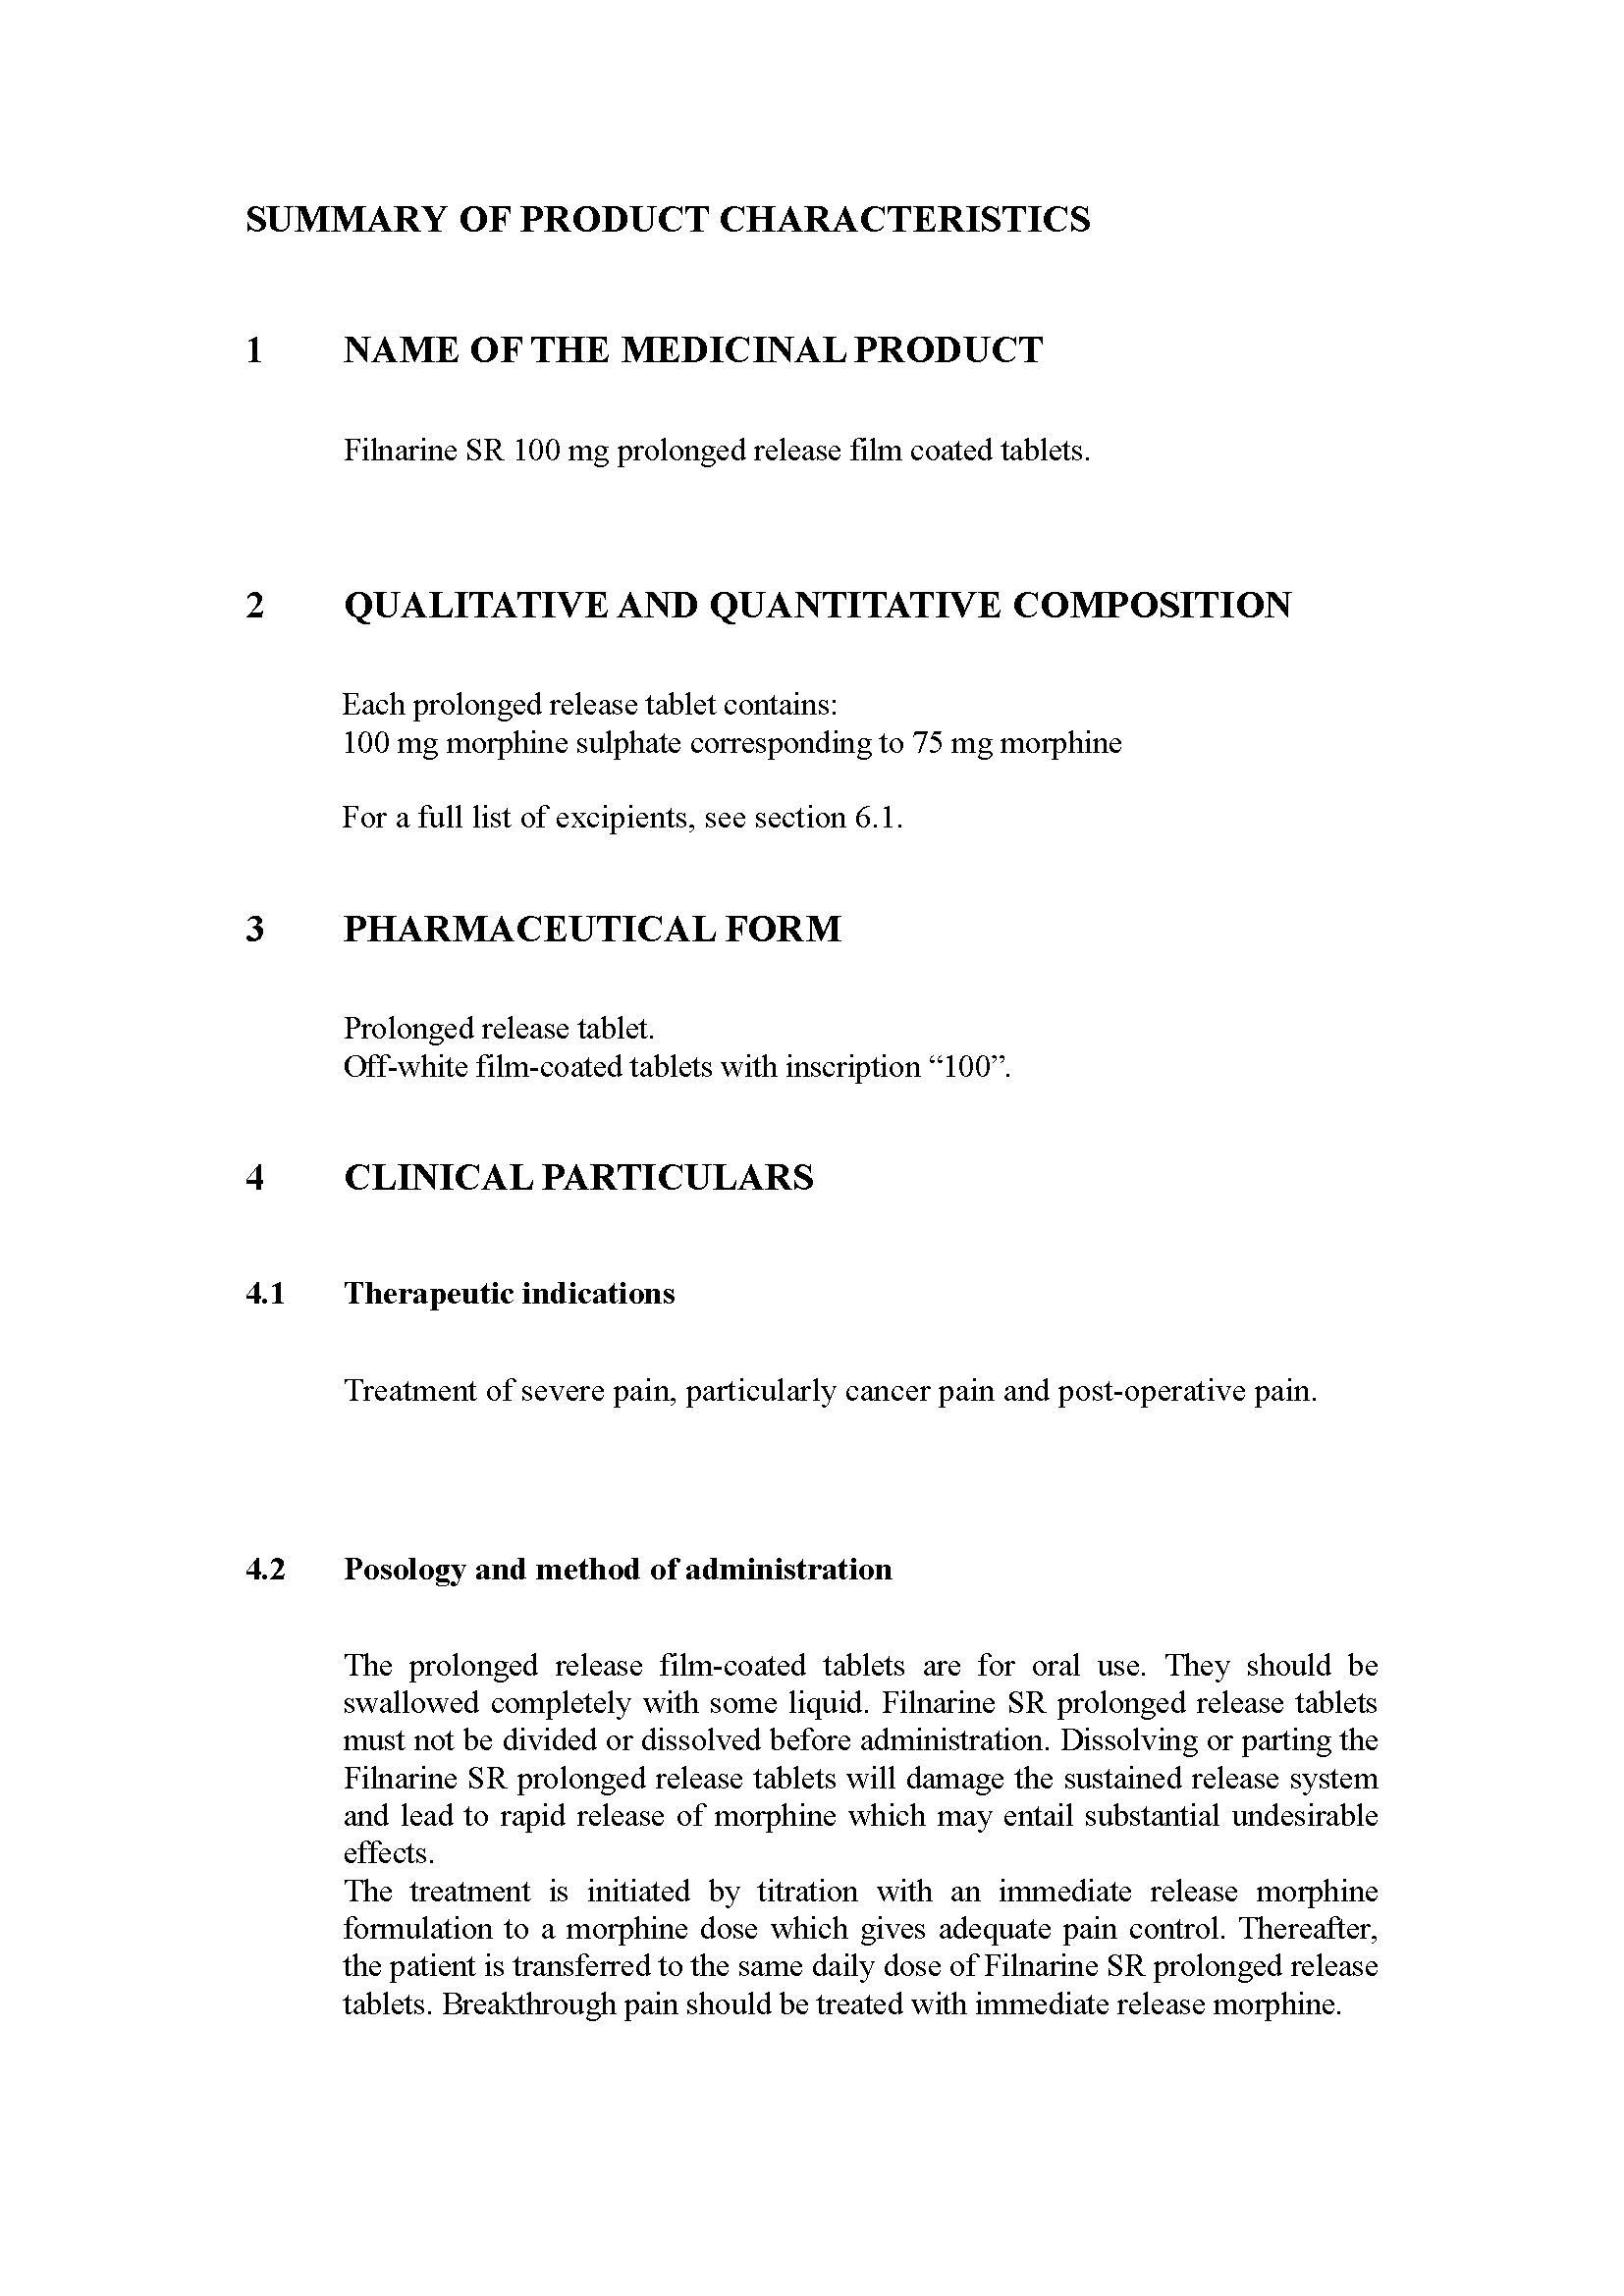 SUMMARY OF PRODUCT CHARACTERISTICS
1 NAME OF THE MEDICINAL PRODUCT
Filnarine SR 100 mg prolonged release film coated tablets.
2 QUALITATIVE AND QUANTITATIVE COMPOSITION
Each prolonged release tablet contains:
100 mg morphine sulphate corresponding to 75 mg morphine
For a full list of excipients, see section 6.1.
3 PHARMACEUTICAL FORM
Prolonged release tablet.
Off-white film-coated tablets with inscription “100”.
4 CLINICAL PARTICULARS
4.1 Therapeutic indications
Treatment of severe pain, particularly cancer pain and post-operative pain.
4.2 Posology and method of administration
The prolonged release film-coated tablets are for oral use. They should be
swallowed completely with some liquid. Filnarine SR prolonged release tablets
must not be divided or dissolved before administration. Dissolving or parting the
Filnarine SR prolonged release tablets will damage the sustained release system
and lead to rapid release of morphine which may entail substantial undesirable
effects.
The treatment is initiated by titration with an immediate release morphine
formulation to a morphine dose which gives adequate pain control. Thereafter,
the patient is transferred to the same daily dose of Filnarine SR prolonged release
tablets. Breakthrough pain should be treated with immediate release morphine.